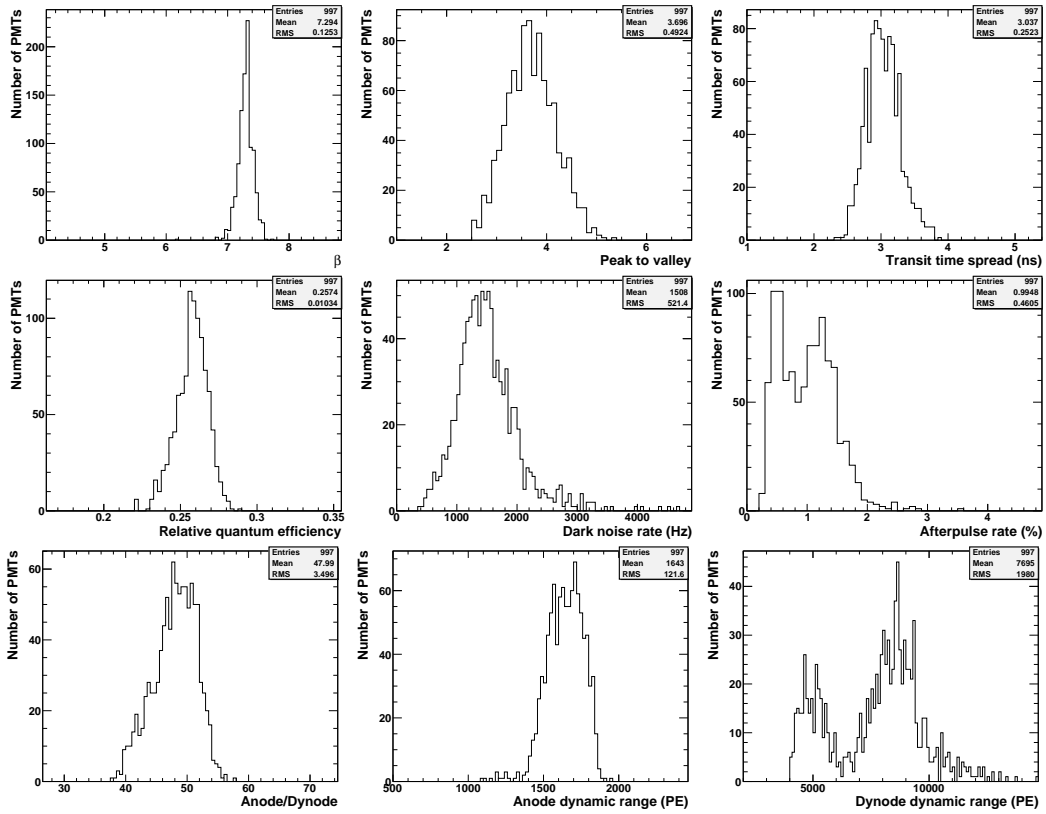 Number of PMTs
Entries 997
Mean 7.294
RMS 0.1253
200
150
100
50
0
5 6 7 8
β
Number of PMTs
Entries 997
Mean 3.696
RMS 0.4924
80
60
40
20
0
2 4 6
Peak to valley
Number of PMTs
Entries 997
Mean 3.037
RMS 0.2523
80
60
40
20
0
1 2 3 4 5
Transit time spread (ns)
Number of PMTs
Entries 997
Mean 0.2574
RMS 0.01034
100
50
0
0.2 0.25 0.3 0.35
Relative quantum efficiency
Number of PMTs
Entries 997
Mean 1508
RMS 521.4
40
20
0
0 1000 2000 3000 4000
Dark noise rate (Hz)
Number of PMTs
Entries 997
Mean 0.9948
RMS 0.4605
100
50
0
0 1 2 3 4
Afterpulse rate (%)
Number of PMTs
Entries 997
Mean 47.99
RMS 3.496
60
40
20
0
30 40 50 60 70
Anode/Dynode
Number of PMTs
Entries 997
Mean 1643
RMS 121.6
60
40
20
0
500 1000 1500 2000
Anode dynamic range (PE)
Number of PMTs
Entries 997
Mean 7695
RMS 1980
40
30
20
10
0
5000 10000
Dynode dynamic range (PE)